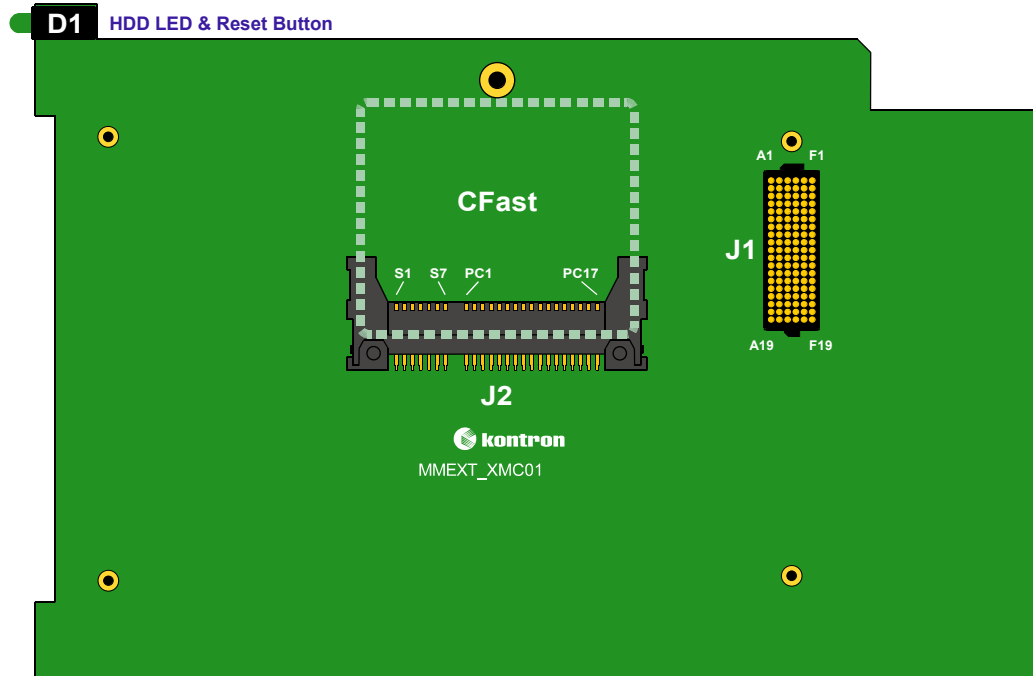 D1 HDD LED & Reset Button
A1 F1
CFast
J1
S1 S7 PC1 PC17
A19 F19
J2
kontron
MMEXT_XMC01